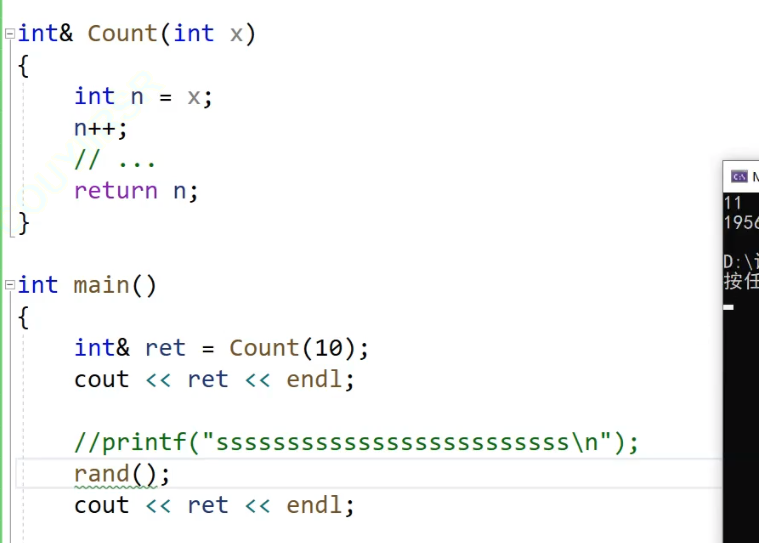 int& Count(int x)
{
    int n = x;
    n++;
    // ...
    return n;
}
int main()
{
    int& ret = Count(10);
    cout << ret << endl;
    //printf("sssssssssssssssssssssssss\n");
    rand();
    cout << ret << endl;
11
1956
D:\
按任